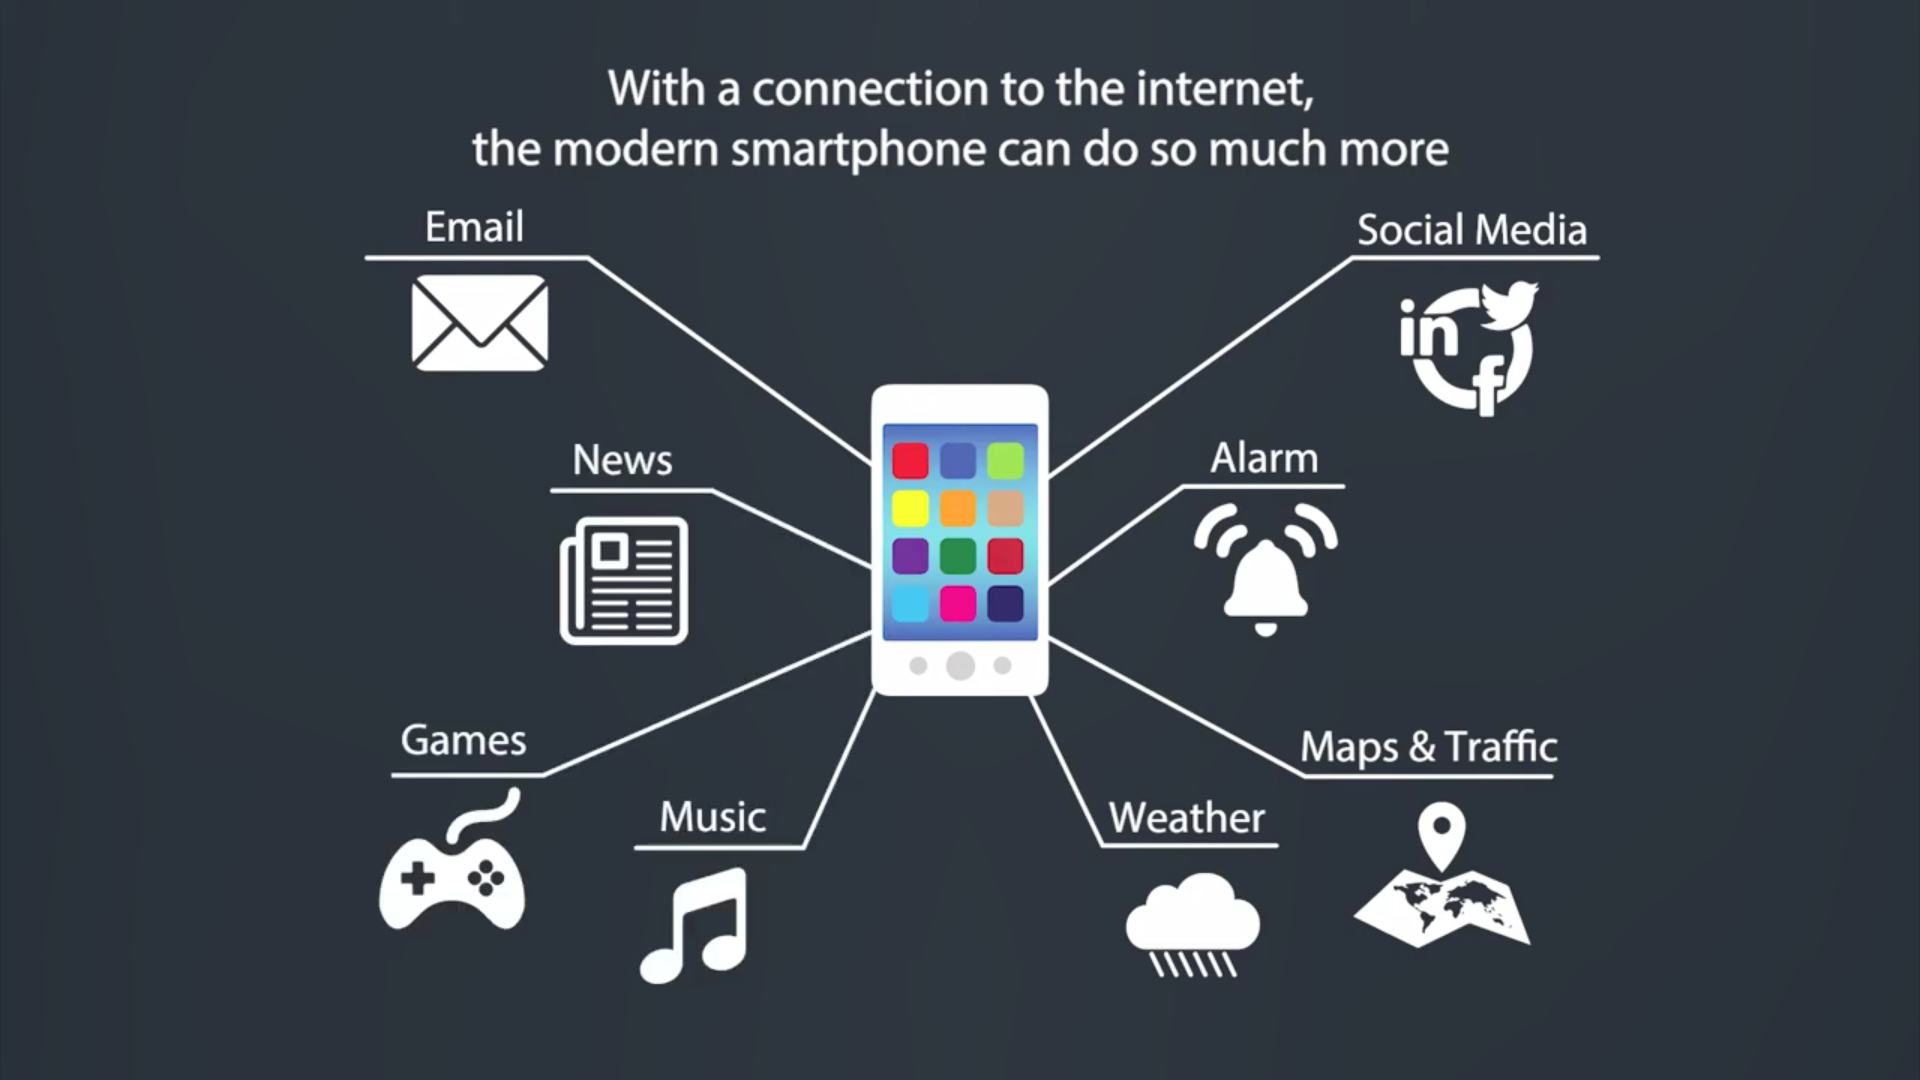 With a connection to the internet,
the modern smartphone can do so much more
Email
Social Media
in
f
News
Alarm
Games
Maps & Traffic
Music
Weather